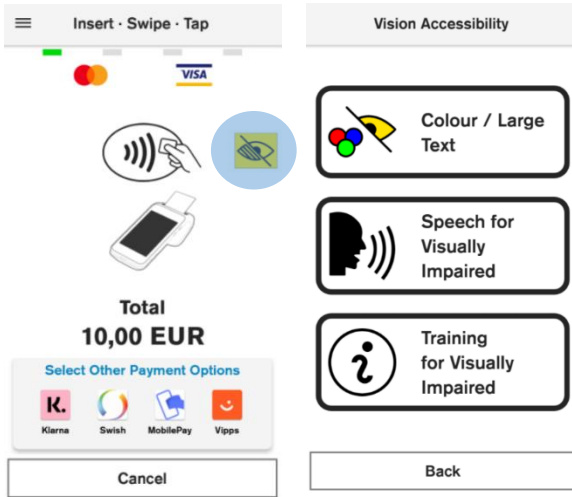 Insert · Swipe · Tap
VISA
Total
10,00 EUR
Select Other Payment Options
K.
Klarna
Swish
MobilePay
Vipps
Cancel
Vision Accessibility
Colour / Large
Text
Speech for
Visually
Impaired
i
Training
for Visually
Impaired
Back